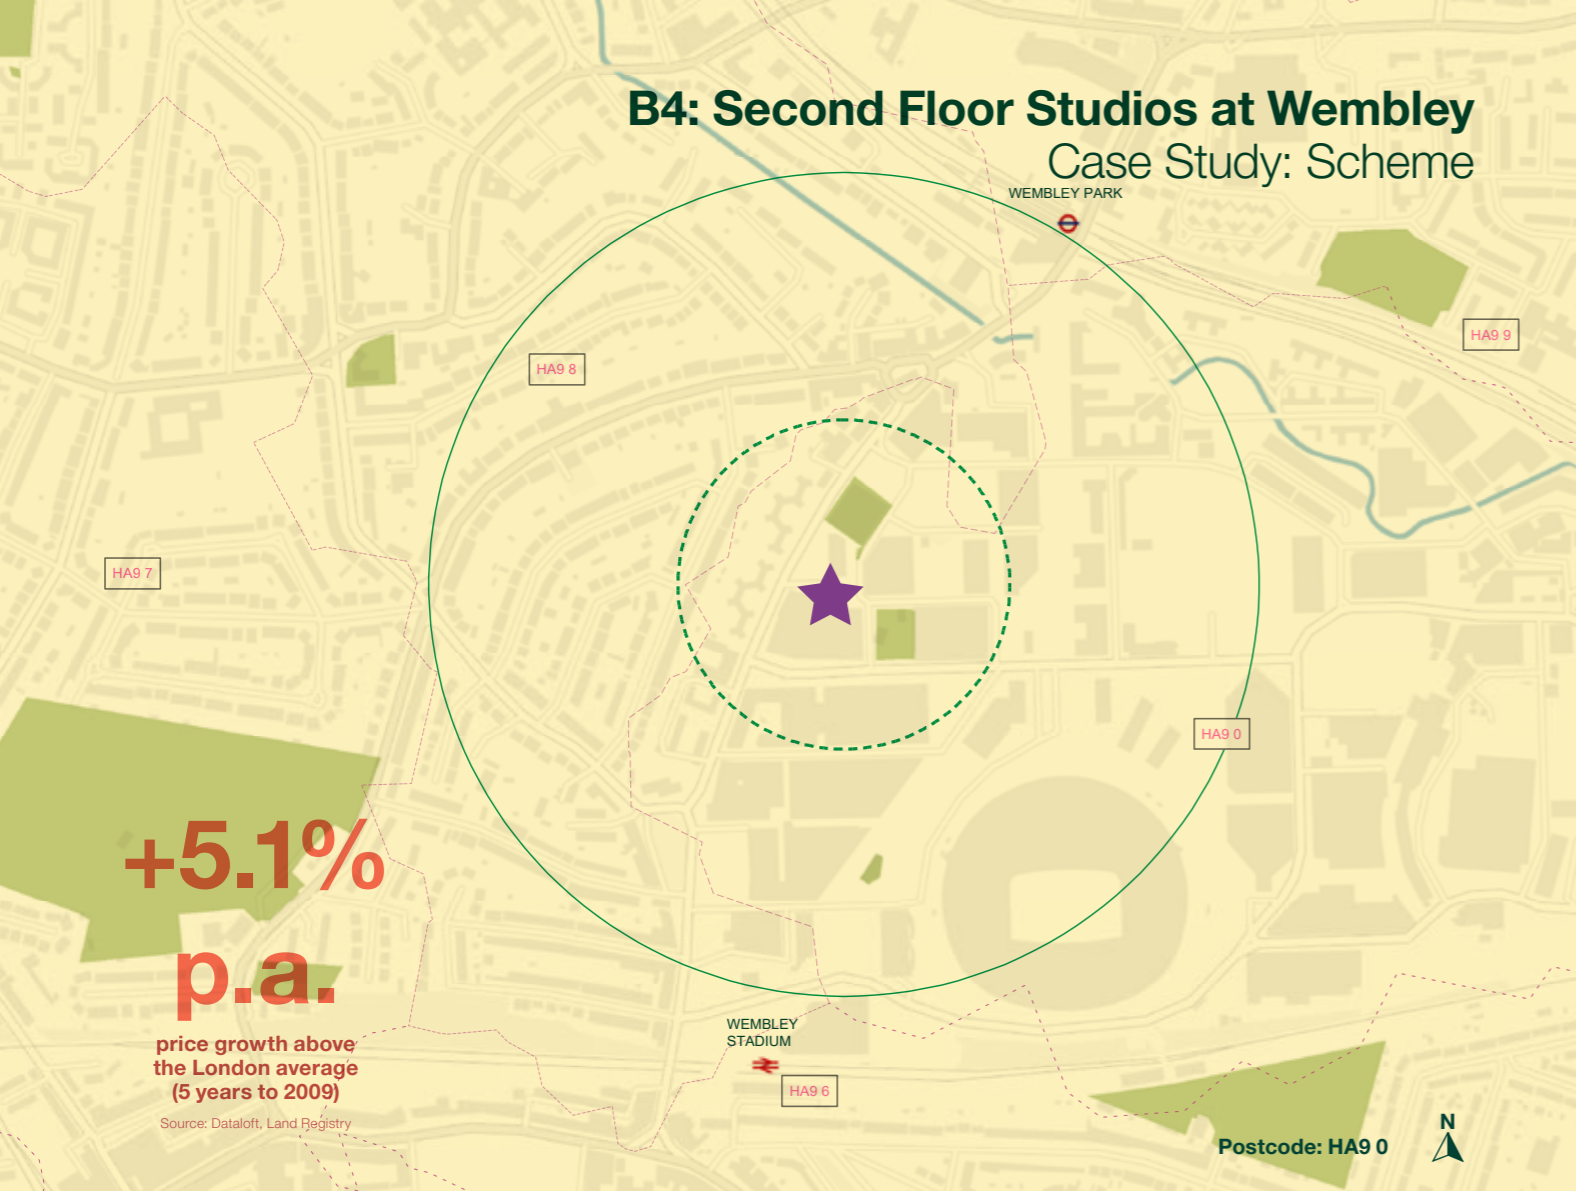 B4: Second Floor Studios at Wembley
Case Study: Scheme
WEMBLEY PARK
HA9 9
HA9 8
HA9 7
HA9 0
+5.1%
p.a.
price growth above
the London average
(5 years to 2009)
Source: Dataloft, Land Registry
WEMBLEY
STADIUM
HA9 6
N
Postcode: HA9 0